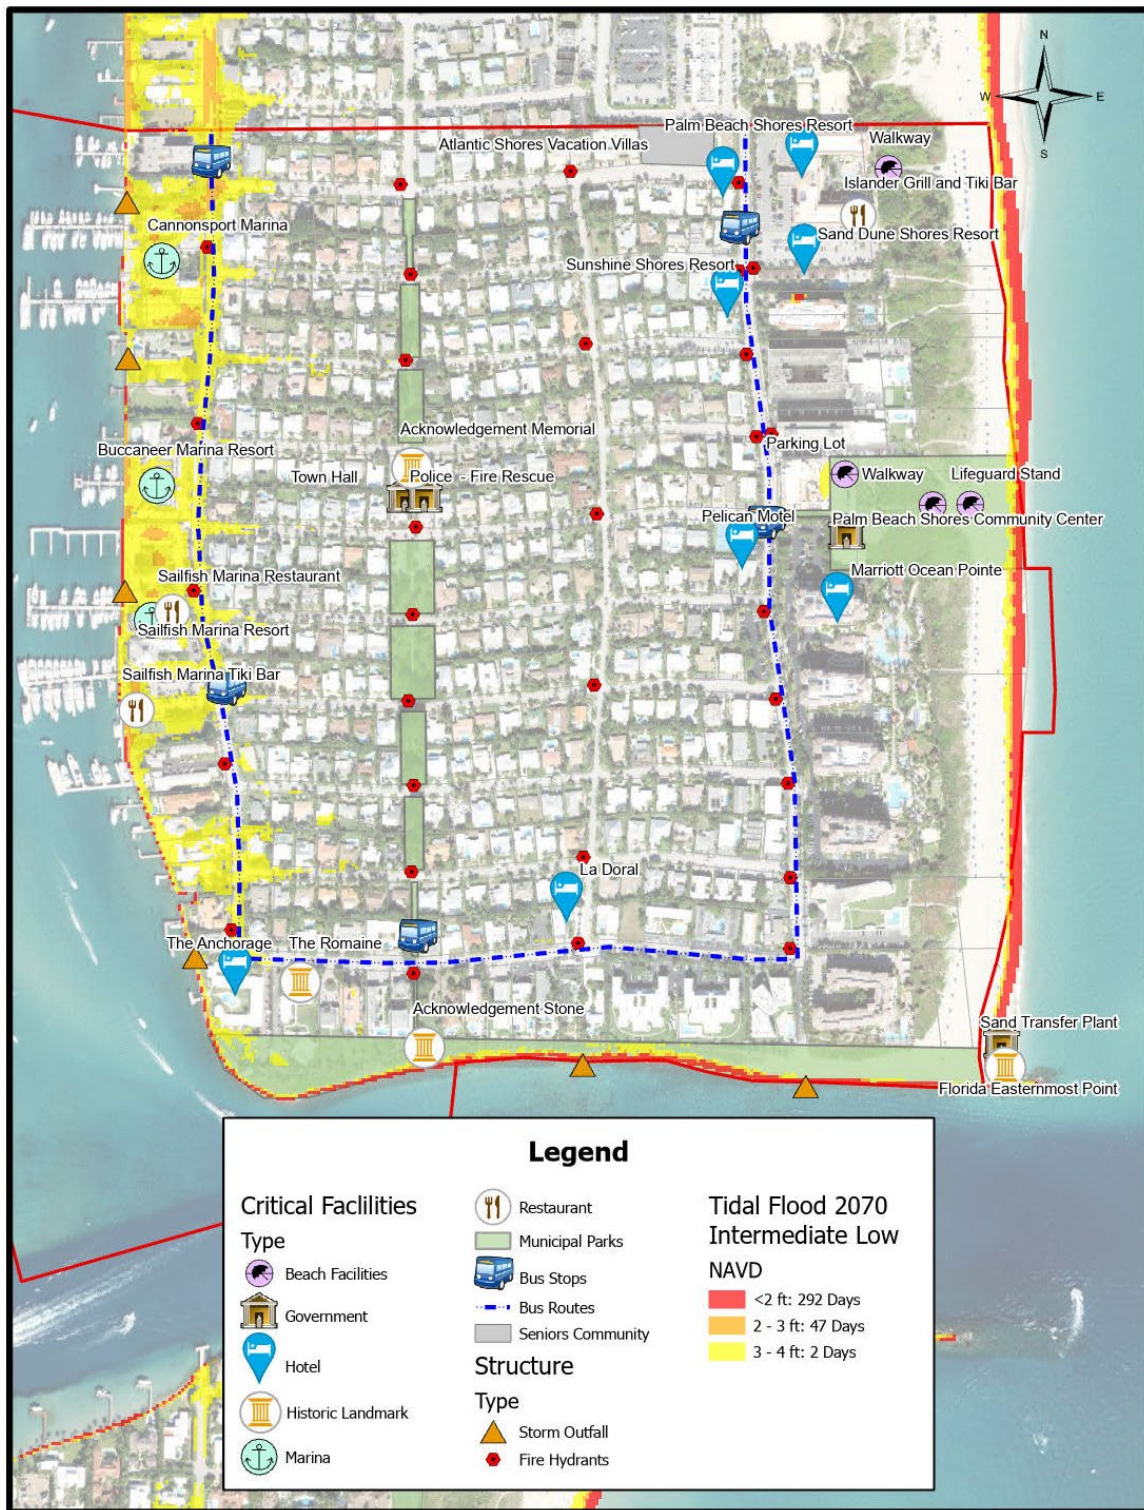 N
W
E
S
Palm Beach Shores Resort
Walkway
Atlantic Shores Vacation Villas
Islander Grill and Tiki Bar
Cannonsport Marina
Sand Dune Shores Resort
Sunshine Shores Resort
Acknowledgement Memorial
Parking Lot
Buccaneer Marina Resort
Town Hall
Police - Fire Rescue
Walkway
Lifeguard Stand
Pelican Motel
Palm Beach Shores Community Center
Marriott Ocean Pointe
Sailfish Marina Restaurant
Sailfish Marina Resort
Sailfish Marina Tiki Bar
La Doral
The Anchorage
The Romaine
Acknowledgement Stone
Sand Transfer Plant
Florida Easternmost Point
Legend
Critical Faclilities
Type
Beach Facilities
Government
Hotel
Historic Landmark
Marina
Restaurant
Municipal Parks
Bus Stops
Bus Routes
Seniors Community
Structure
Type
Storm Outfall
Fire Hydrants
Tidal Flood 2070
Intermediate Low
NAVD
<2 ft: 292 Days
2 - 3 ft: 47 Days
3 - 4 ft: 2 Days